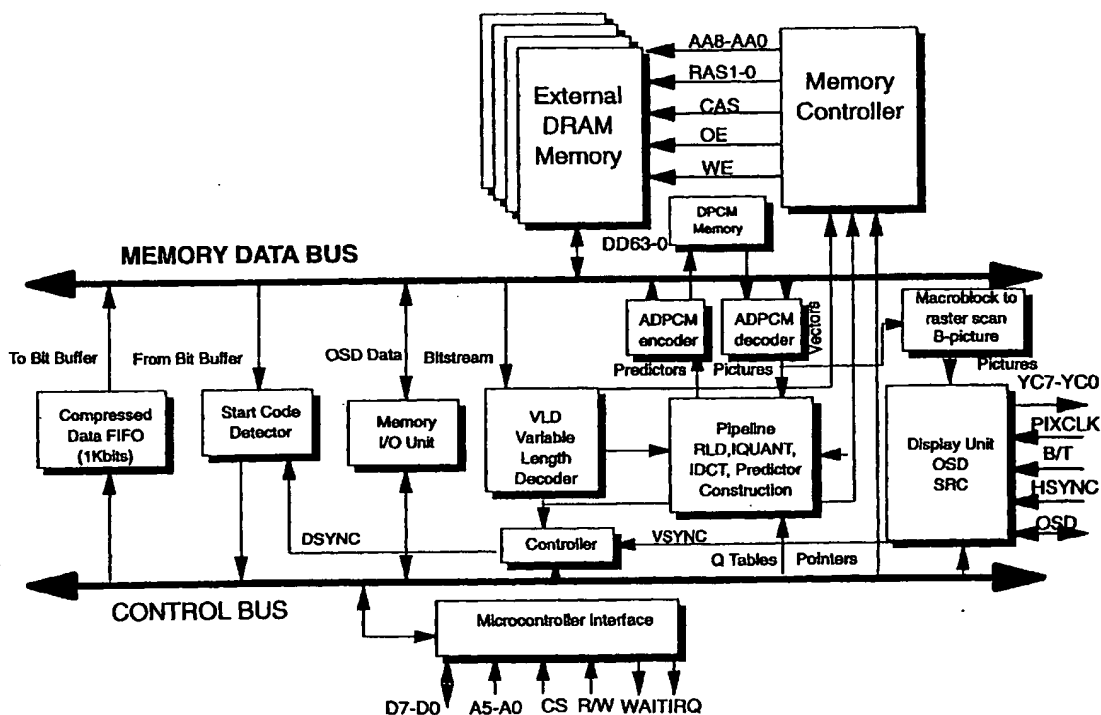 AA8-AA0
RAS1-0
CAS
OE
WE
External
DRAM
Memory
Memory
Controller
DPCM
Memory
DD63-0
MEMORY DATA BUS
To Bit Buffer
From Bit Buffer
OSD Data
Bitstream
ADPCM
encoder
ADPCM
decoder
Vectors
Macroblock to
raster scan
B-picture
Predictors
Pictures
Pictures
Compressed
Data FIFO
(1Kbits)
Start Code
Detector
Memory
I/O Unit
VLD
Variable
Length
Decoder
Pipeline
RLD,IQUANT,
IDCT, Predictor
Construction
Display Unit
OSD
SRC
YC7-YC0
PIXCLK
B/T
HSYNC
OSD
DSYNC
Controller
VSYNC
Q Tables
Pointers
CONTROL BUS
Microcontroller Interface
D7-D0
A5-A0
CS
R/W
WAIT
IRQ